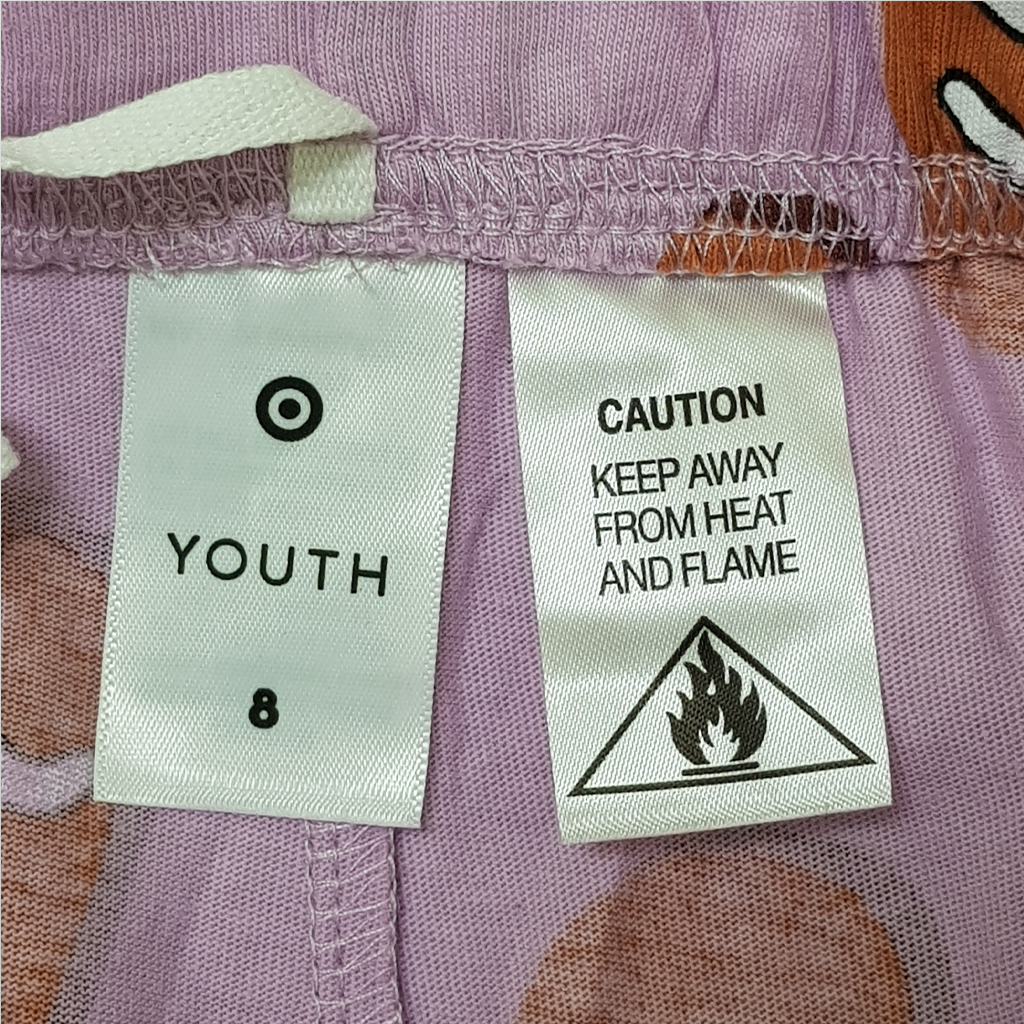 YOUTH
8
CAUTION
KEEP AWAY
FROM HEAT
AND FLAME